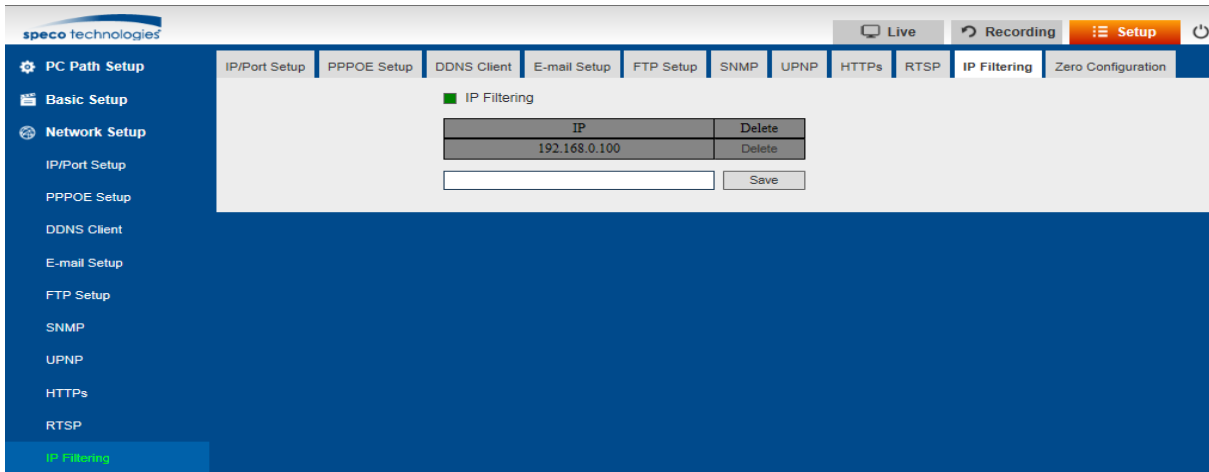 speco technologies
Live
Recording
Setup
PC Path Setup
Basic Setup
Network Setup
IP/Port Setup
PPPOE Setup
DDNS Client
E-mail Setup
FTP Setup
SNMP
UPNP
HTTPs
RTSP
IP Filtering
IP/Port Setup
PPPOE Setup
DDNS Client
E-mail Setup
FTP Setup
SNMP
UPNP
HTTPs
RTSP
IP Filtering
Zero Configuration
IP Filtering
IP Delete
192.168.0.100 Delete
Save